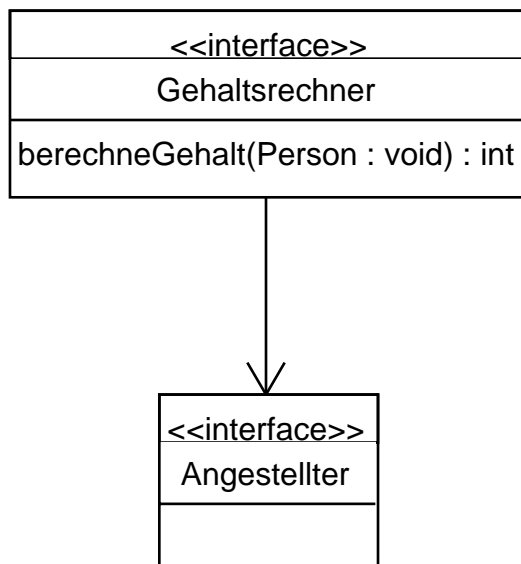 <<interface>>
Gehaltsrechner
berechneGehalt(Person : void) : int
<<interface>>
Angestellter